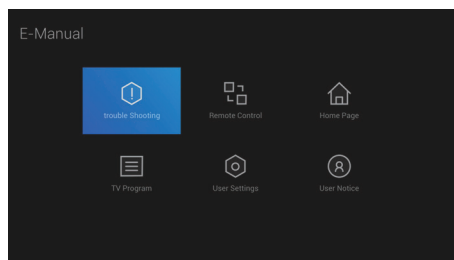 E-Manual
trouble Shooting
Remote Control
Home Page
TV Program
User Settings
User Notice